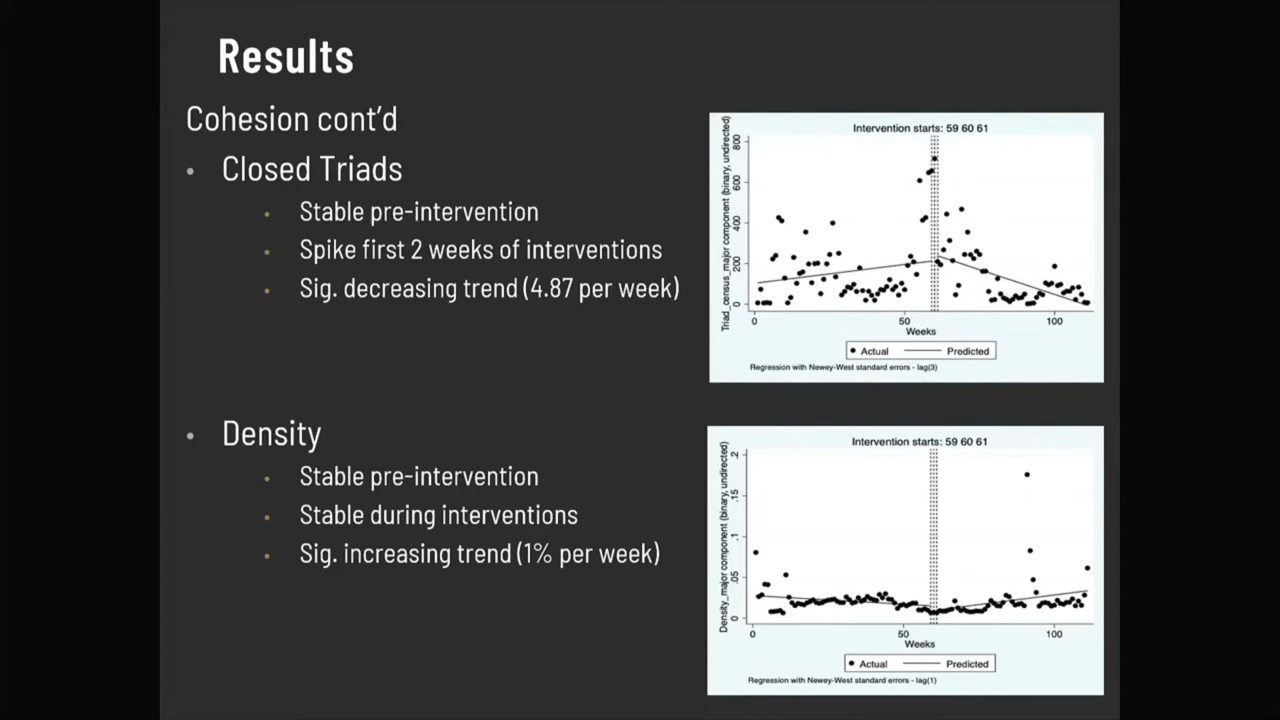 Results
Cohesion cont'd
• Closed Triads
• Stable pre-intervention
• Spike first 2 weeks of interventions
• Sig. decreasing trend (4.87 per week)
Intervention starts: 59 60 61
Triad_census_major component (binary, undirected)
800
600
400
200
0
0 50 100
Weeks
Actual Predicted
Regression with Newey-West standard errors - lag(3)
• Density
• Stable pre-intervention
• Stable during interventions
• Sig. increasing trend (1% per week)
Intervention starts: 59 60 61
Density_major component (binary, undirected)
.2
.15
.1
.05
0
0 50 100
Weeks
Actual Predicted
Regression with Newey-West standard errors - lag(1)